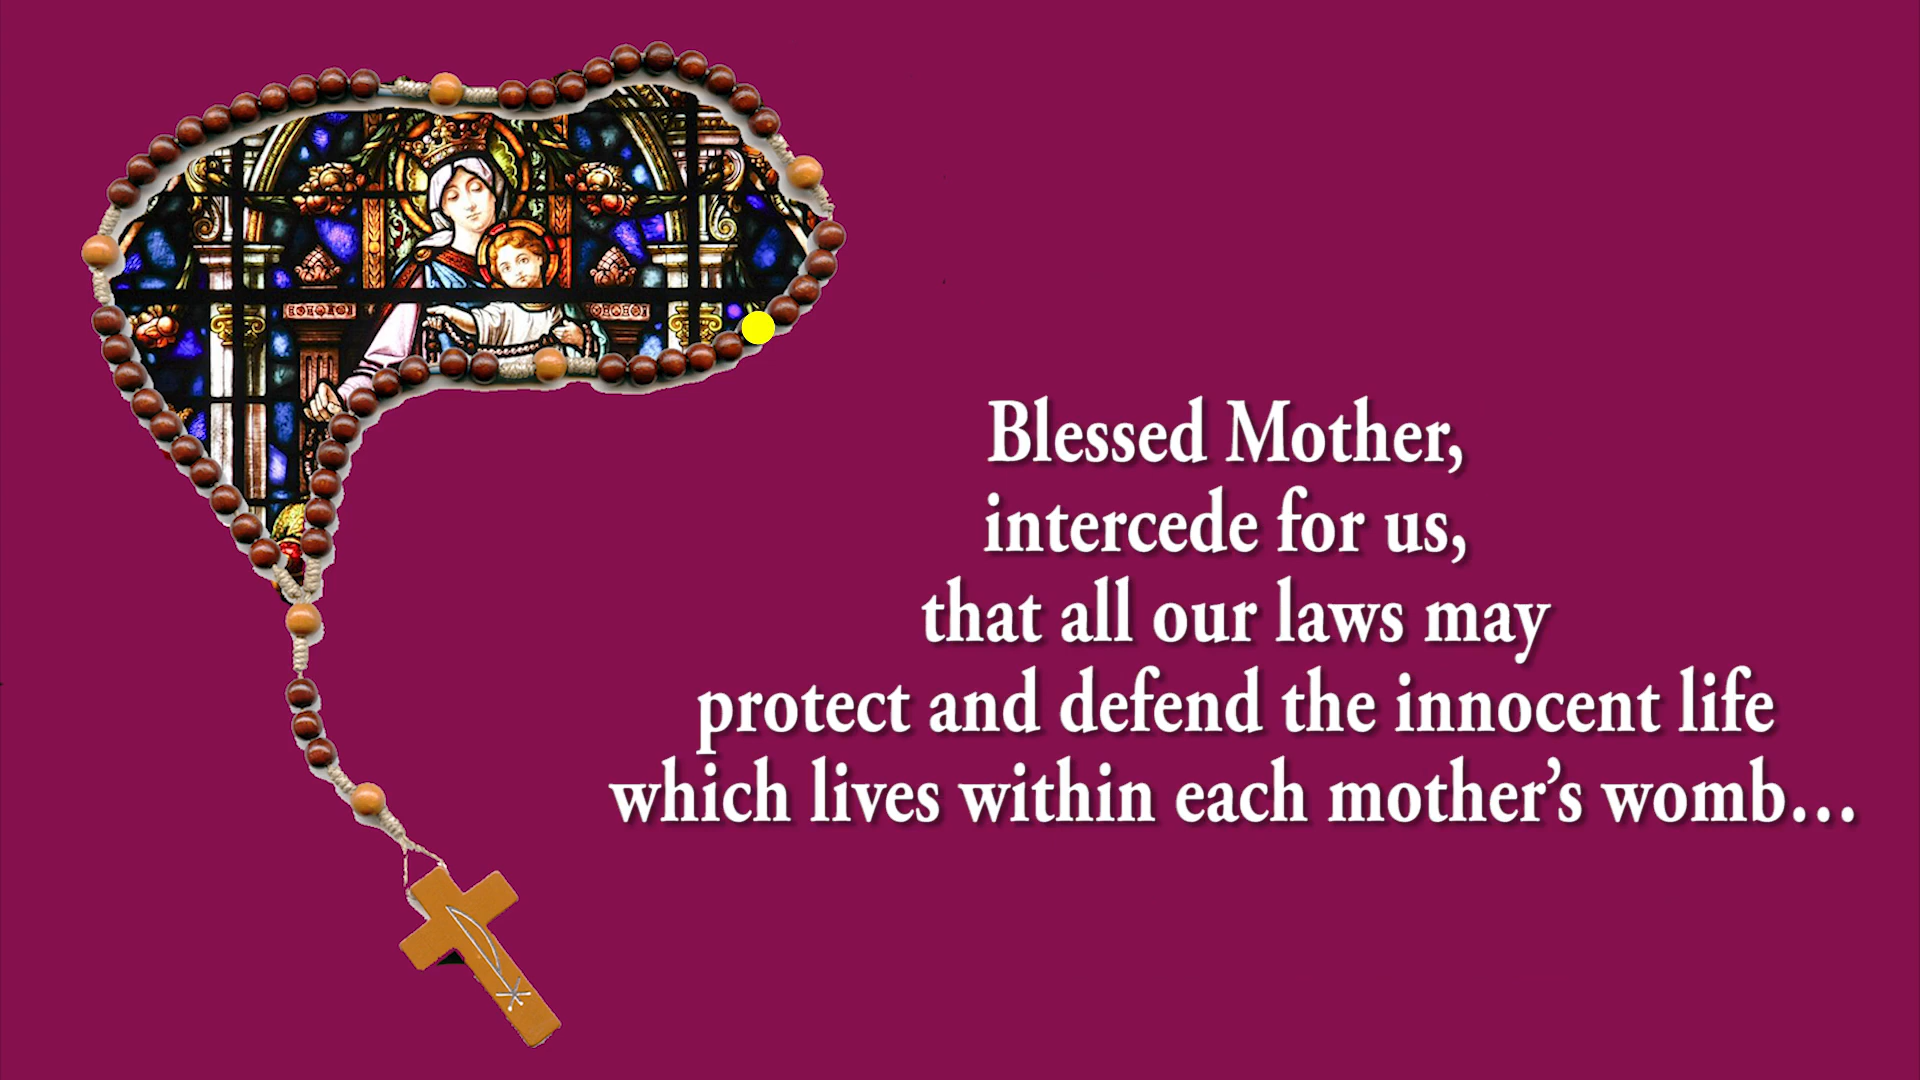 Blessed Mother,
intercede for us,
that all our laws may
protect and defend the innocent life
which lives within each mother’s womb…